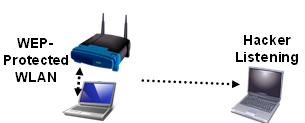 WEP-
Protected
WLAN
Hacker
Listening